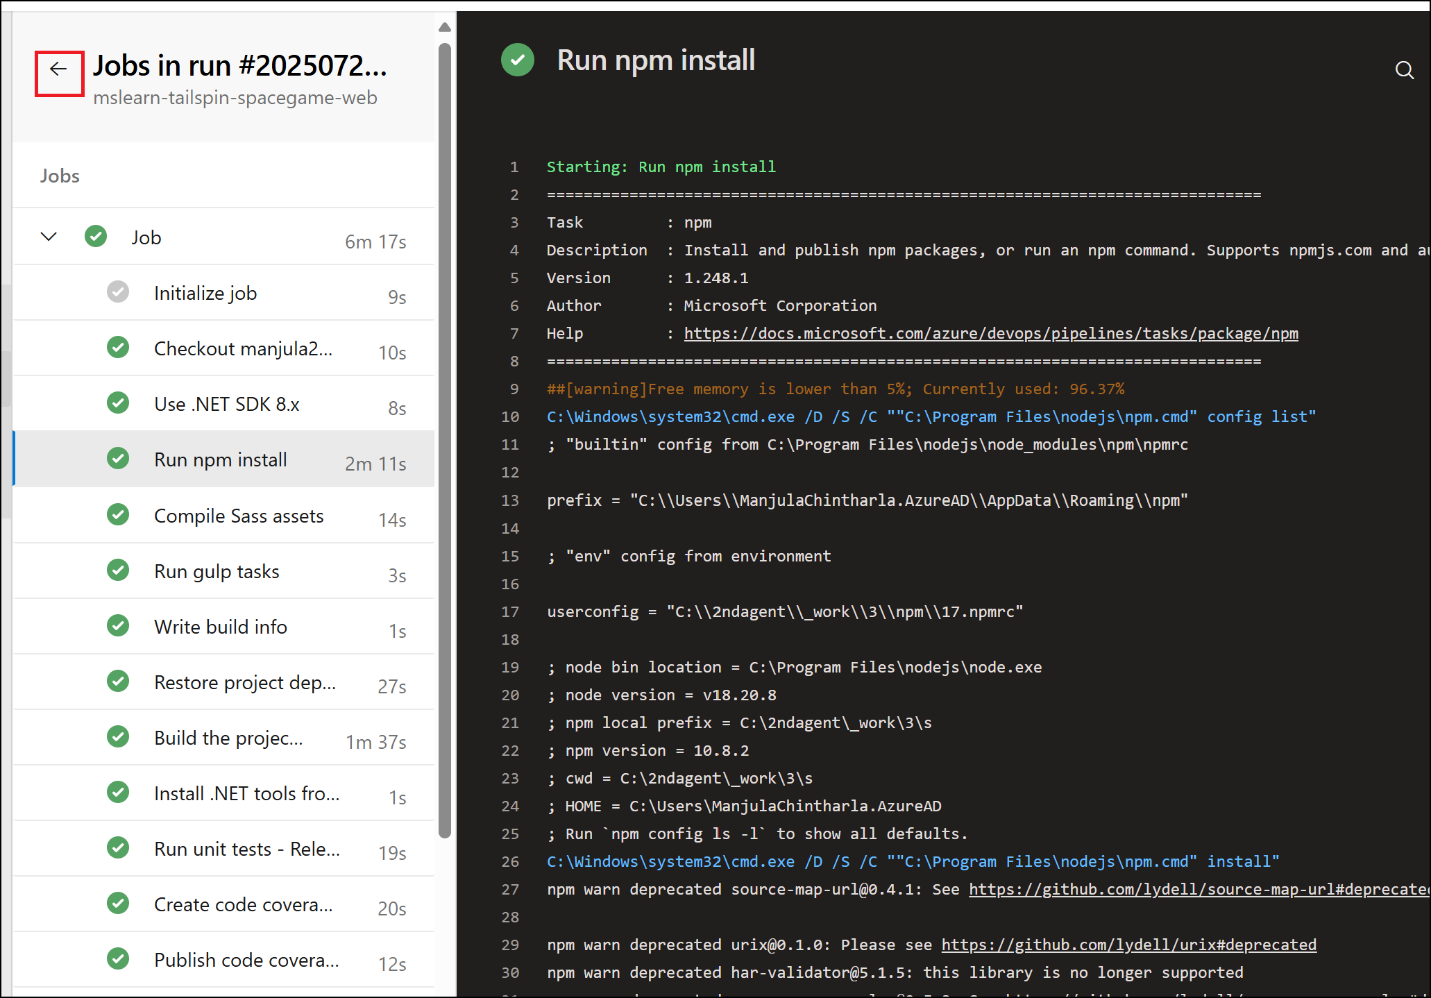 Jobs in run #2025072...
mslearn-tailspin-spacegame-web
Jobs
Job 6m 17s
Initialize job 9s
Checkout manjula2... 10s
Use .NET SDK 8.x 8s
Run npm install 2m 11s
Compile Sass assets 14s
Run gulp tasks 3s
Write build info 1s
Restore project dep... 27s
Build the projec... 1m 37s
Install .NET tools fro... 1s
Run unit tests - Rele... 19s
Create code covera... 20s
Publish code covera... 12s
Run npm install
1 Starting: Run npm install
2 ==============================================================================
3 Task : npm
4 Description : Install and publish npm packages, or run an npm command. Supports npmjs.com and au
5 Version : 1.248.1
6 Author : Microsoft Corporation
7 Help : https://docs.microsoft.com/azure/devops/pipelines/tasks/package/npm
8 ==============================================================================
9 ##[warning]Free memory is lower than 5%; Currently used: 96.37%
10 C:\Windows\system32\cmd.exe /D /S /C ""C:\Program Files\nodejs\npm.cmd" config list"
11 ; "builtin" config from C:\Program Files\nodejs\node_modules\npm\npmrc
12
13 prefix = "C:\\Users\\ManjulaChintharla.AzureAD\\AppData\\Roaming\\npm"
14
15 ; "env" config from environment
16
17 userconfig = "C:\\2ndagent\\_work\\3\\npm\\17.npmrc"
18
19 ; node bin location = C:\Program Files\nodejs\node.exe
20 ; node version = v18.20.8
21 ; npm local prefix = C:\2ndagent\_work\3\s
22 ; npm version = 10.8.2
23 ; cwd = C:\2ndagent\_work\3\s
24 ; HOME = C:\Users\ManjulaChintharla.AzureAD
25 ; Run `npm config ls -l` to show all defaults.
26 C:\Windows\system32\cmd.exe /D /S /C ""C:\Program Files\nodejs\npm.cmd" install"
27 npm warn deprecated source-map-url@0.4.1: See https://github.com/lydell/source-map-url#deprecated
28
29 npm warn deprecated urix@0.1.0: Please see https://github.com/lydell/urix#deprecated
30 npm warn deprecated har-validator@5.1.5: this library is no longer supported